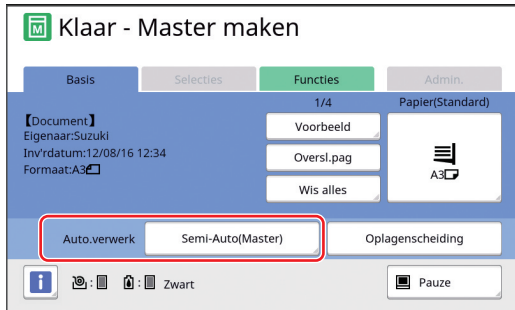 Klaar - Master maken
Basis
Selecties
Functies
Admin.
【Document】
Eigenaar:Suzuki
Inv'rdatum:12/08/16 12:34
Formaat:A3
1/4
Voorbeeld
Oversl.pag
Wis alles
Papier(Standard)
A3
Auto.verwerk
Semi-Auto(Master)
Oplagenscheiding
: : Zwart
Pauze